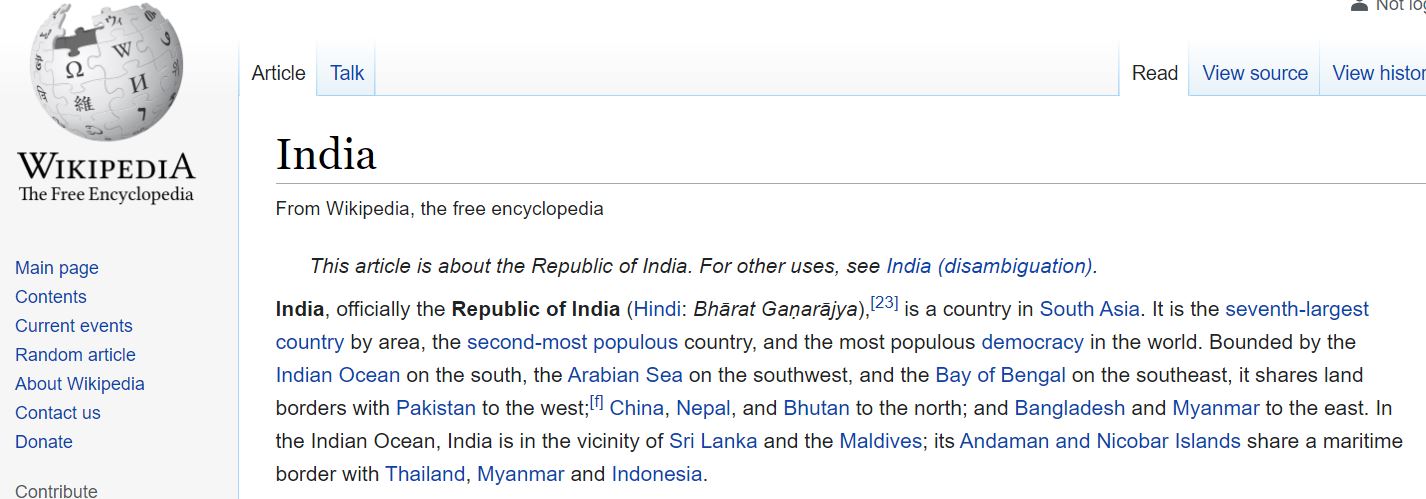 Not
Article Talk Read View source
WIKIPEDIA
The Free Encyclopedia
India
From Wikipedia, the free encyclopedia
This article is about the Republic of India. For other uses, see India (disambiguation).
India, officially the Republic of India (Hindi: Bhārat Gaṇarājya),[23] is a country in South Asia. It is the seventh-largest
country by area, the second-most populous country, and the most populous democracy in the world. Bounded by the
Indian Ocean on the south, the Arabian Sea on the southwest, and the Bay of Bengal on the southeast, it shares land
borders with Pakistan to the west;[f] China, Nepal, and Bhutan to the north; and Bangladesh and Myanmar to the east. In
the Indian Ocean, India is in the vicinity of Sri Lanka and the Maldives; its Andaman and Nicobar Islands share a maritime
border with Thailand, Myanmar and Indonesia.
Main page
Contents
Current events
Random article
About Wikipedia
Contact us
Donate
Contribute